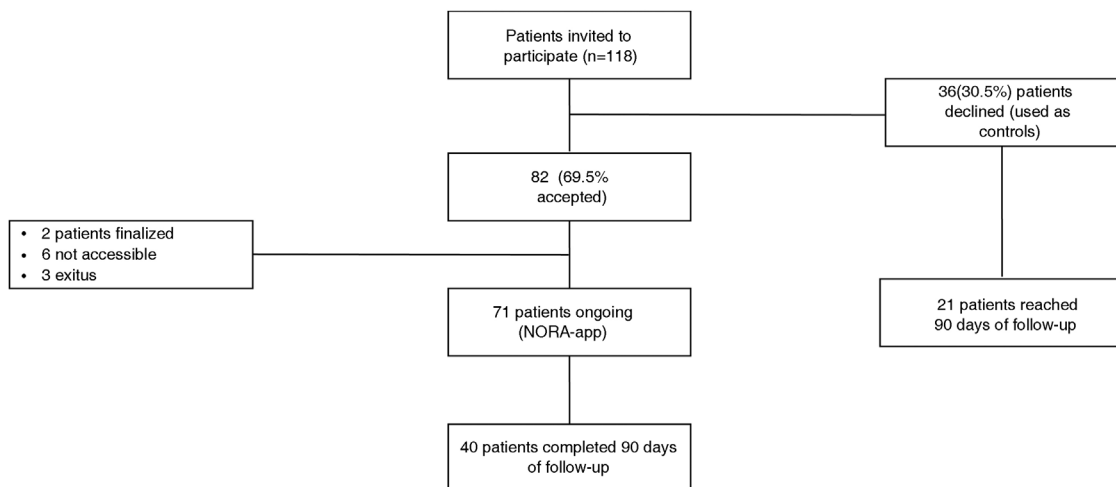 Patients invited to
participate (n=118)
36(30.5%) patients
declined (used as
controls)
82 (69.5%
accepted)
• 2 patients finalized
• 6 not accessible
• 3 exitus
71 patients ongoing
(NORA-app)
21 patients reached
90 days of follow-up
40 patients completed 90 days
of follow-up